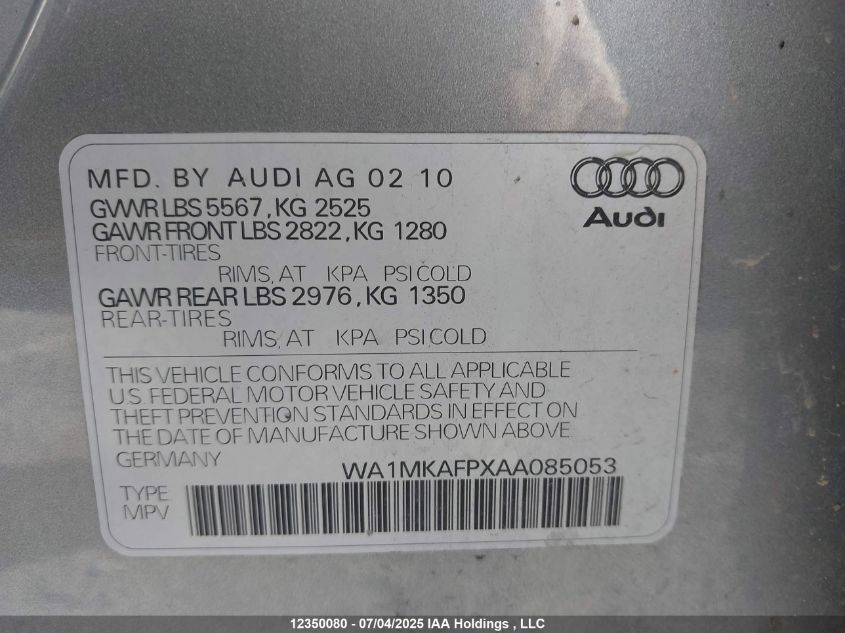 MFD. BY AUDI AG 02 10
Audi
GVWR LBS 5567, KG 2525
GAWR FRONT LBS 2822, KG 1280
FRONT-TIRES
RIMS, AT KPA PSI COLD
GAWR REAR LBS 2976, KG 1350
REAR-TIRES
RIMS, AT KPA PSI COLD
THIS VEHICLE CONFORMS TO ALL APPLICABLE
U.S. FEDERAL MOTOR VEHICLE SAFETY AND
THEFT PREVENTION STANDARDS IN EFFECT ON
THE DATE OF MANUFACTURE SHOWN ABOVE.
GERMANY WA1MKAFPXAA085053
TYPE
MPV
12350080 - 07/04/2025 IAA Holdings , LLC